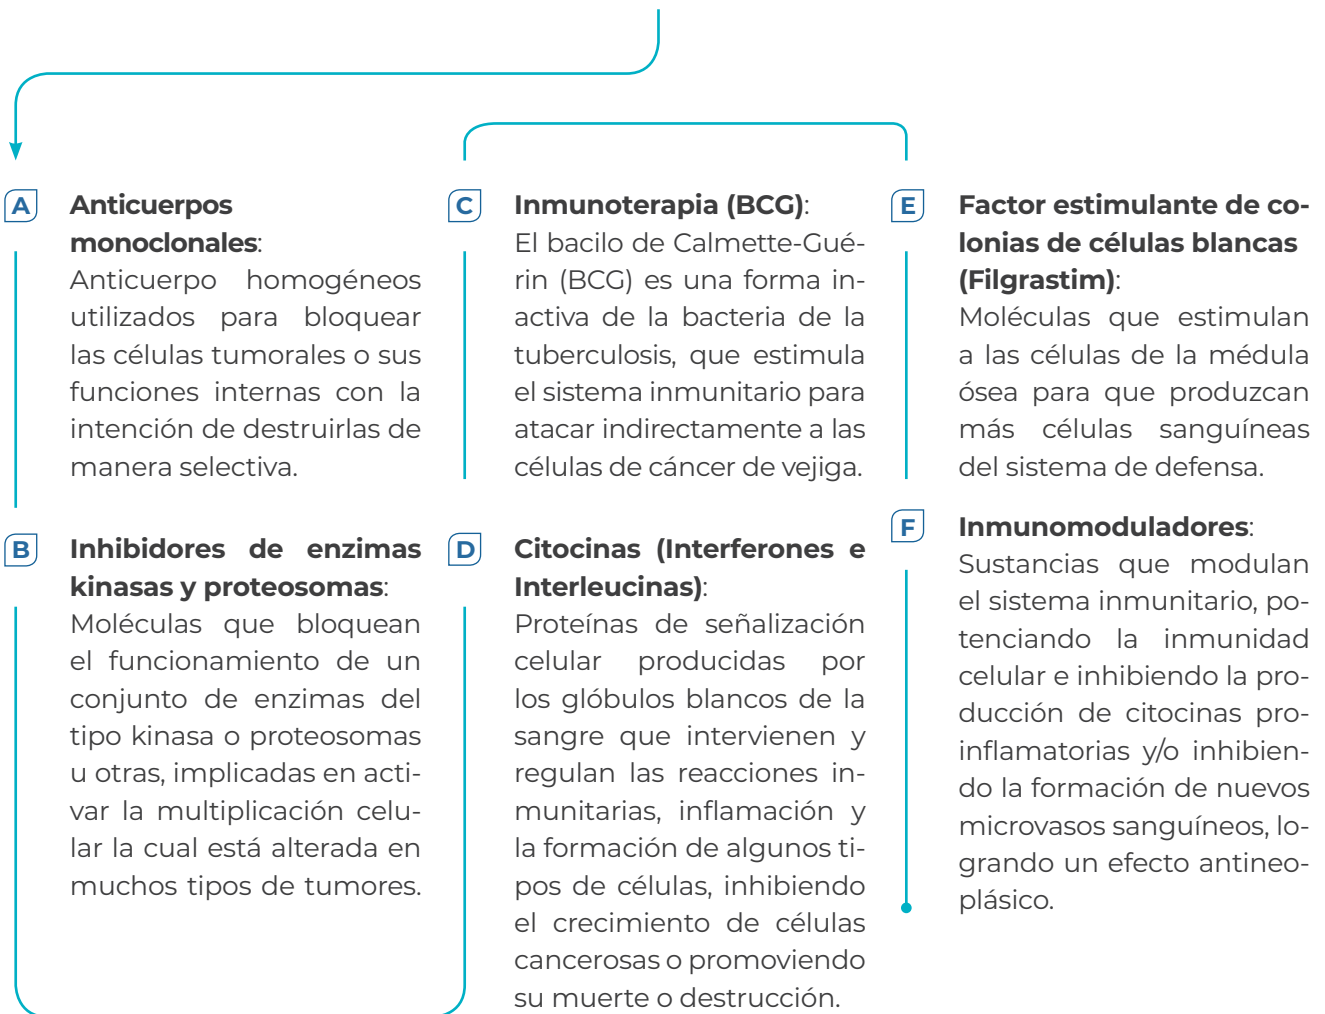 A
Anticuerpos
monoclonales:
Anticuerpo homogéneos
utilizados para bloquear
las células tumorales o sus
funciones internas con la
intención de destruirlas de
manera selectiva.
B
Inhibidores de enzimas
kinasas y proteosomas:
Moléculas que bloquean
el funcionamiento de un
conjunto de enzimas del
tipo kinasa o proteosomas
u otras, implicadas en acti-
var la multiplicación celu-
lar la cual está alterada en
muchos tipos de tumores.
C
Inmunoterapia (BCG):
El bacilo de Calmette-Gué-
rin (BCG) es una forma in-
activa de la bacteria de la
tuberculosis, que estimula
el sistema inmunitario para
atacar indirectamente a las
células de cáncer de vejiga.
D
Citocinas (Interferones e
Interleucinas):
Proteínas de señalización
celular producidas por
los glóbulos blancos de la
sangre que intervienen y
regulan las reacciones in-
munitarias, inflamación y
la formación de algunos ti-
pos de células, inhibiendo
el crecimiento de células
cancerosas o promoviendo
su muerte o destrucción.
E
Factor estimulante de co-
lonias de células blancas
(Filgrastim):
Moléculas que estimulan
a las células de la médula
ósea para que produzcan
más células sanguíneas
del sistema de defensa.
F
Inmunomoduladores:
Sustancias que modulan
el sistema inmunitario, po-
tenciando la inmunidad
celular e inhibiendo la pro-
ducción de citocinas pro-
inflamatorias y/o inhibien-
do la formación de nuevos
microvasos sanguíneos, lo-
grando un efecto antineo-
plásico.